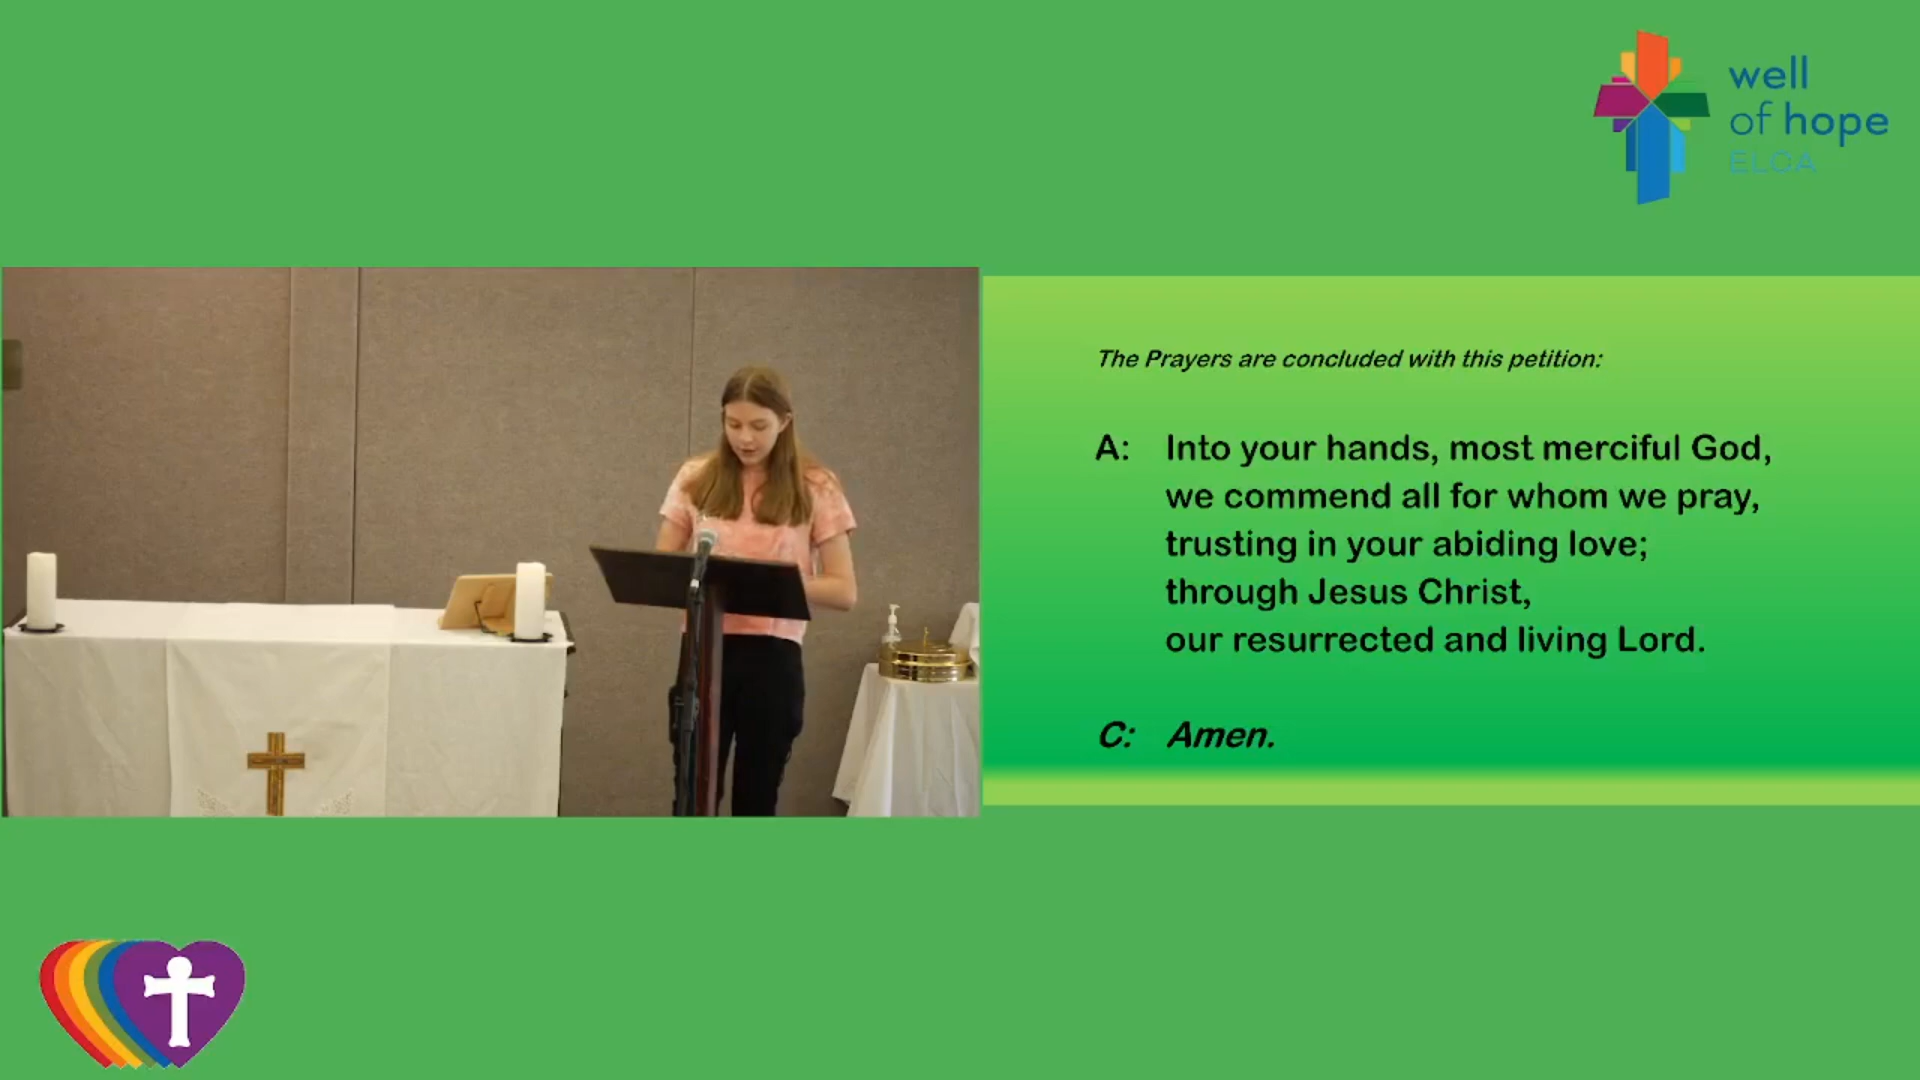 well
of hope
ELCA
The Prayers are concluded with this petition:
A: Into your hands, most merciful God,
we commend all for whom we pray,
trusting in your abiding love;
through Jesus Christ,
our resurrected and living Lord.
C: Amen.